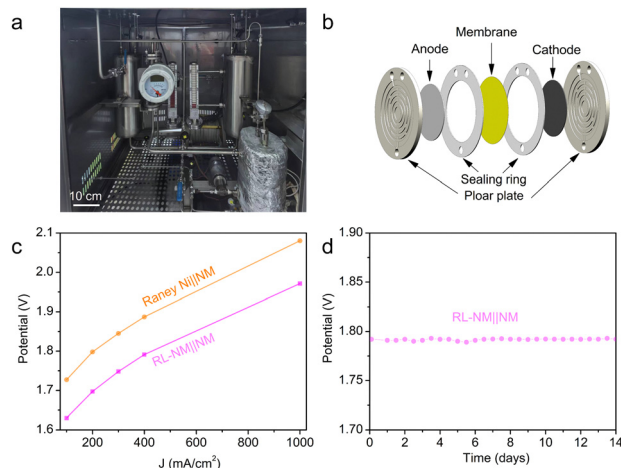 a
10 cm
b
Membrane
Anode
Cathode
Sealing ring
Ploar plate
c
Potential (V)
2.1
2.0
1.9
1.8
1.7
1.6
Raney Ni||NM
RL-NM||NM
200 400 600 800 1000
J (mA/cm²)
d
Potential (V)
1.90
1.85
1.80
1.75
1.70
RL-NM||NM
0 2 4 6 8 10 12 14
Time (days)